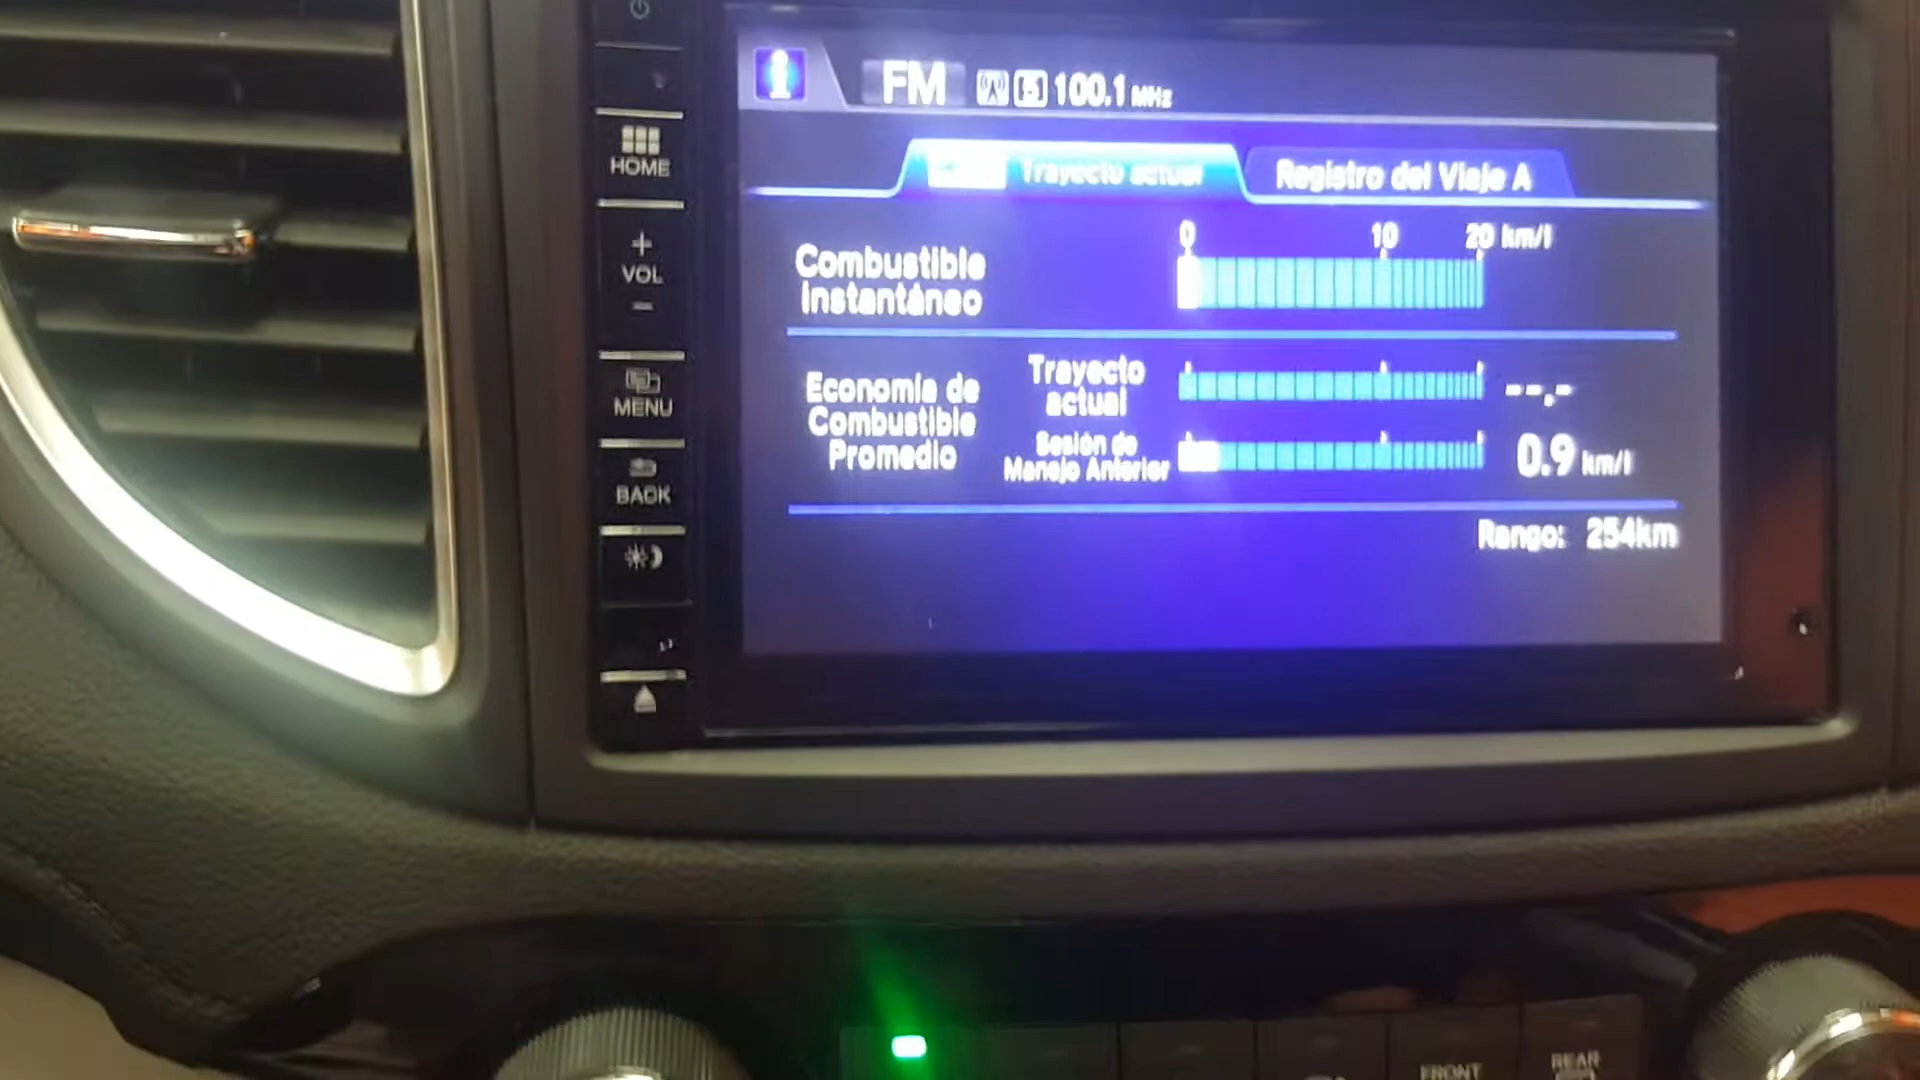 FM 5 100.1 MHz
HOME
Trayecto actual Registro del Viaje A
+
VOL
-
0 10 20 km/l
Combustible
Instantáneo
MENU
Economía de
Combustible
Promedio
Trayecto
actual
--.-
Sesión de
Manejo Anterior
0.9 km/l
BACK
Rango: 254km
FRONT
REAR